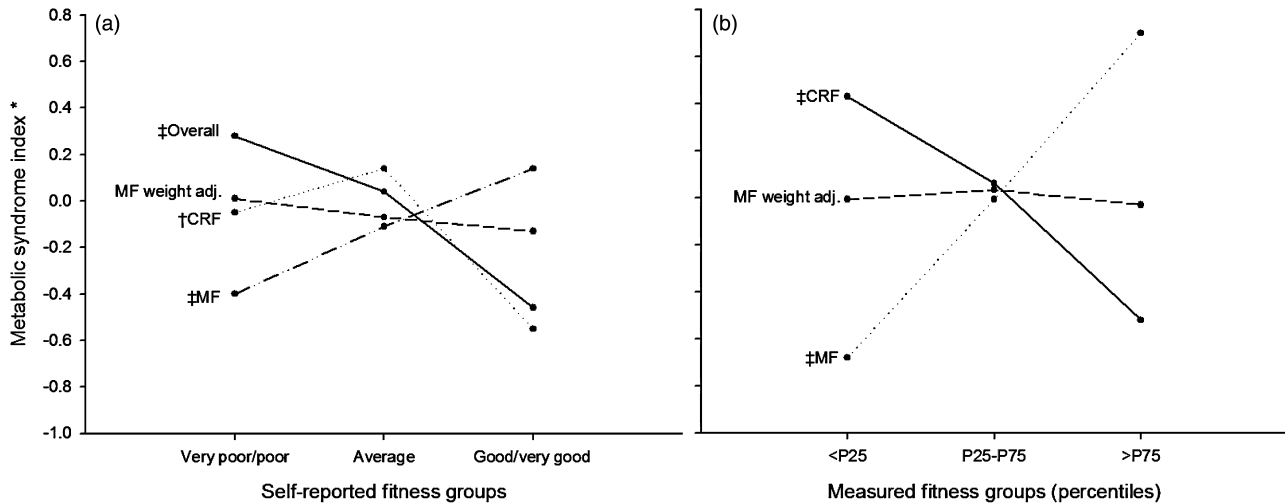 (a)
Metabolic syndrome index *
0.8
0.6
0.4
0.2
0.0
-0.2
-0.4
-0.6
-0.8
-1.0
‡Overall
MF weight adj.
†CRF
‡MF
Very poor/poor Average Good/very good
Self-reported fitness groups
(b)
‡CRF
MF weight adj.
‡MF
<P25 P25-P75 >P75
Measured fitness groups (percentiles)